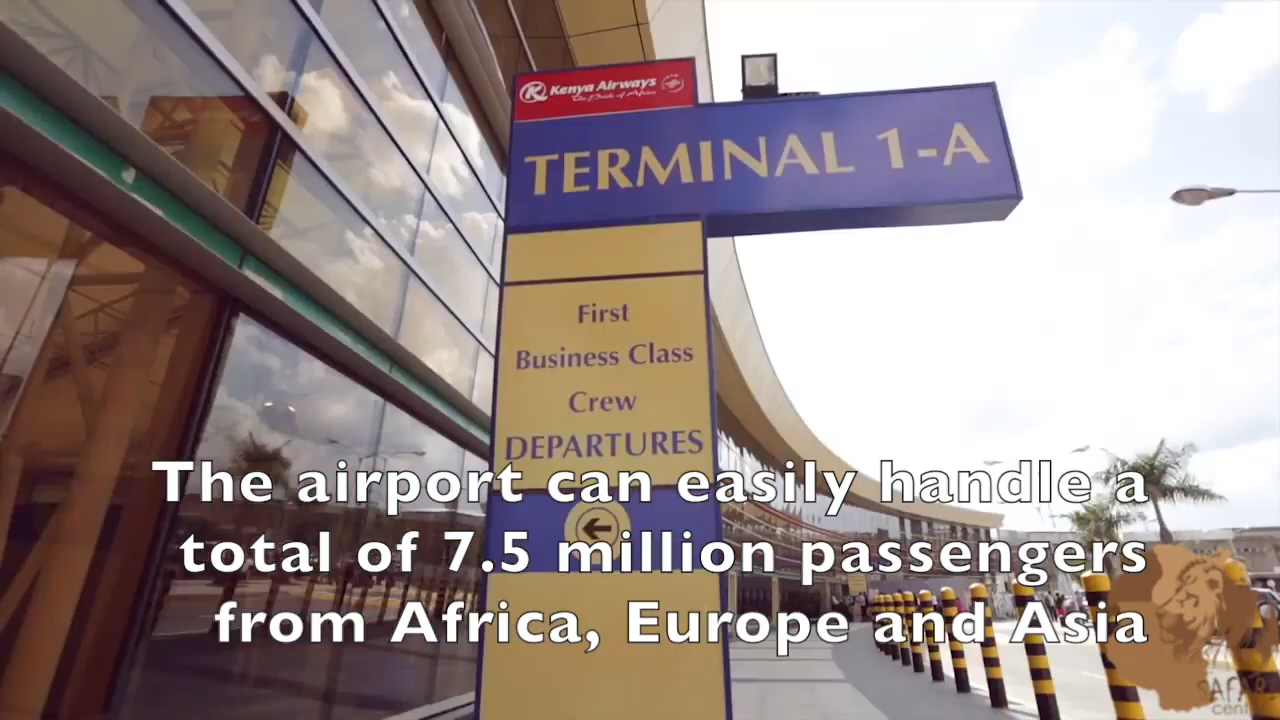 Kenya Airways
The Pride of Africa
TERMINAL 1-A
First
Business Class
Crew
DEPARTURES
The airport can easily handle a
total of 7.5 million passengers
from Africa, Europe and Asia